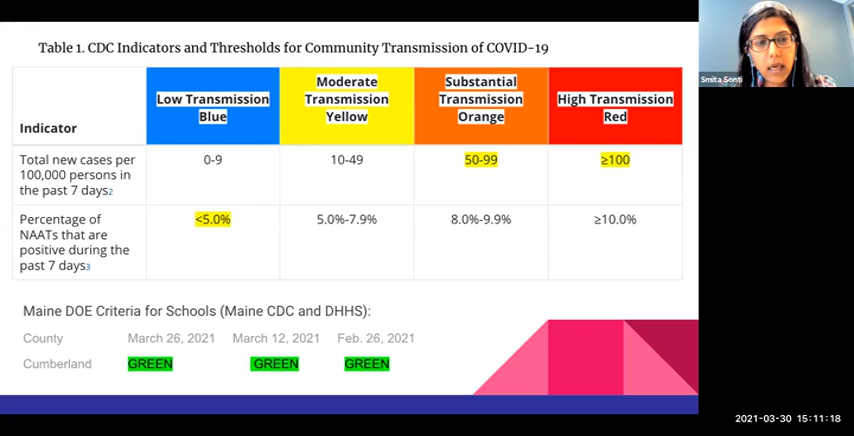 Table 1. CDC Indicators and Thresholds for Community Transmission of COVID-19
Indicator
Low Transmission
Blue
Moderate
Transmission
Yellow
Substantial
Transmission
Orange
High Transmission
Red
Total new cases per
100,000 persons in
the past 7 days2
0-9
10-49
50-99
≥100
Percentage of
NAATs that are
positive during the
past 7 days3
<5.0%
5.0%-7.9%
8.0%-9.9%
≥10.0%
Maine DOE Criteria for Schools (Maine CDC and DHHS):
County March 26, 2021 March 12, 2021 Feb. 26, 2021
Cumberland GREEN GREEN GREEN
Smita Sonti
2021-03-30 15:11:18